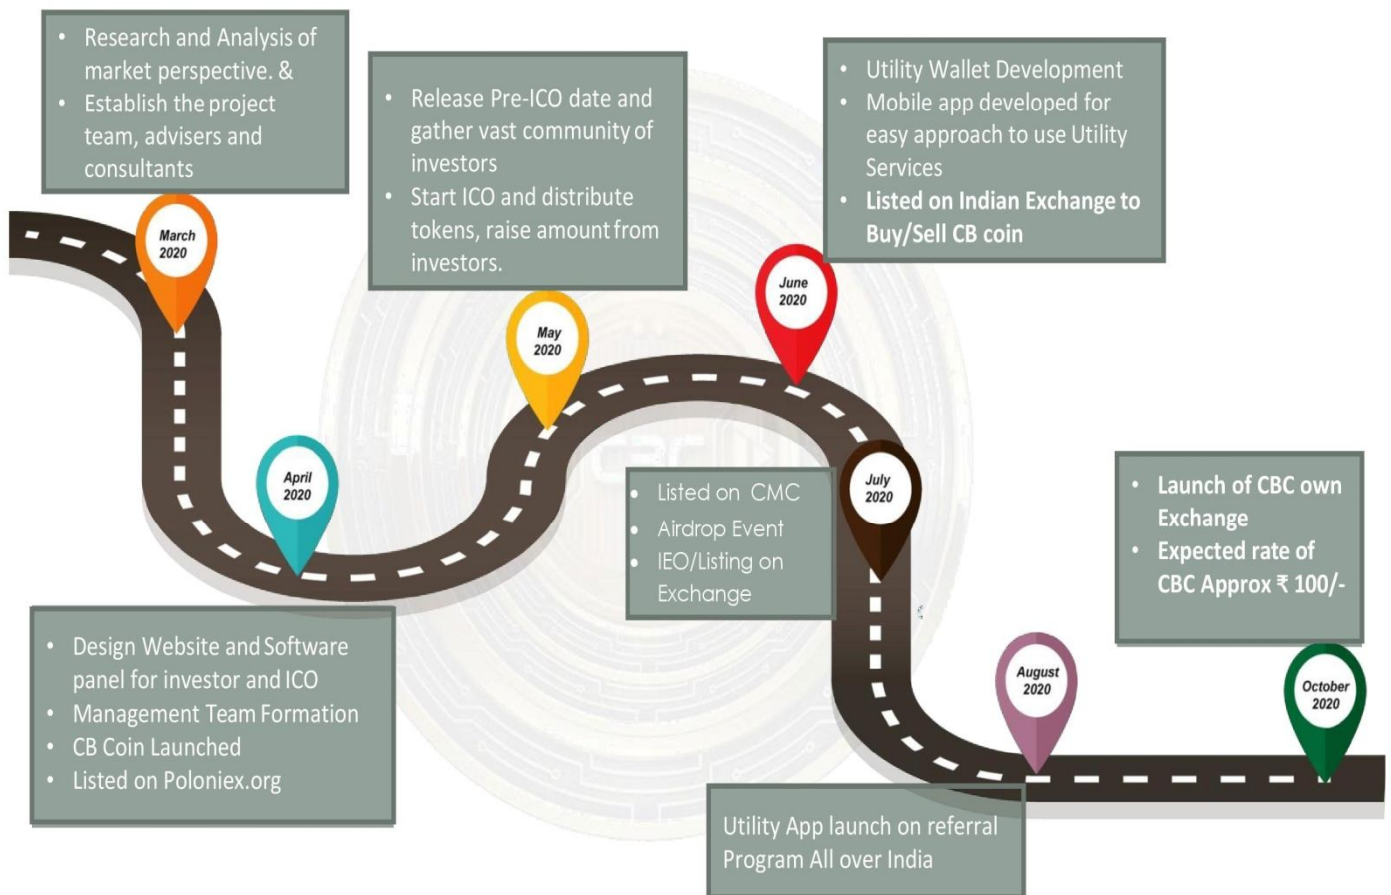 • Research and Analysis of
market perspective. &
• Establish the project
team, advisers and
consultants
March
2020
• Design Website and Software
panel for investor and ICO
• Management Team Formation
• CB Coin Launched
• Listed on Poloniex.org
April
2020
• Release Pre-ICO date and
gather vast community of
investors
• Start ICO and distribute
tokens, raise amount from
investors.
May
2020
• Utility Wallet Development
• Mobile app developed for
easy approach to use Utility
Services
• Listed on Indian Exchange to
Buy/Sell CB coin
June
2020
• Listed on CMC
• Airdrop Event
• IEO/Listing on
Exchange
July
2020
Utility App launch on referral
Program All over India
August
2020
• Launch of CBC own
Exchange
• Expected rate of
CBC Approx ₹ 100/-
October
2020
CBC